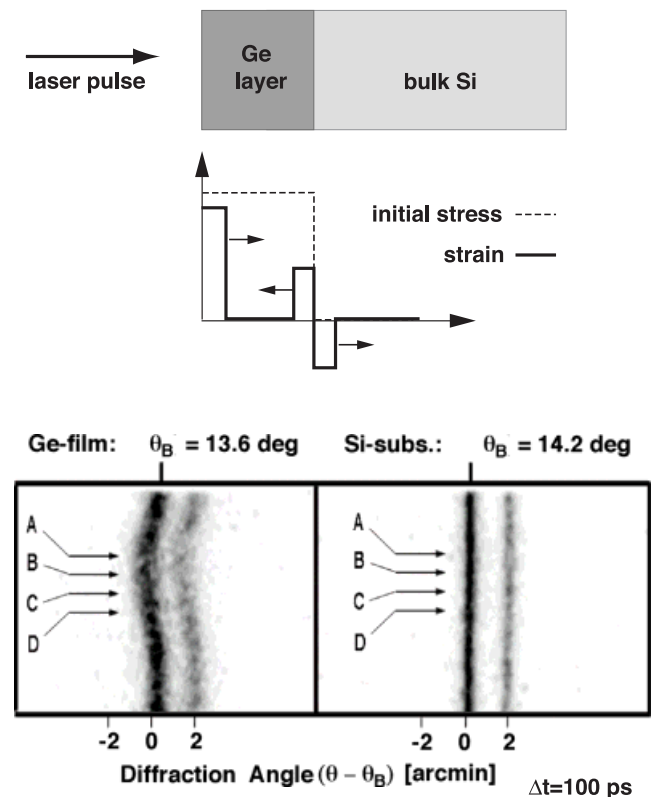 Ge
layer
laser pulse
bulk Si
initial stress
strain
Ge-film: θB = 13.6 deg
Si-subs.: θB = 14.2 deg
A
B
C
D
A
B
C
D
-2 0 2
-2 0 2
Diffraction Angle (θ − θB) [arcmin]
Δt=100 ps